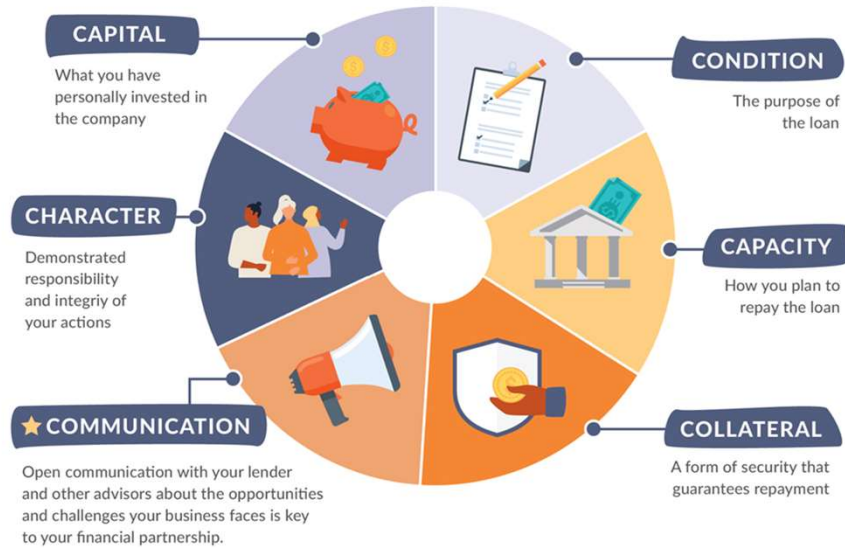 CAPITAL
What you have
personally invested in
the company
CONDITION
The purpose of
the loan
CHARACTER
Demonstrated
responsibility
and integriy of
your actions
CAPACITY
How you plan to
repay the loan
COMMUNICATION
Open communication with your lender
and other advisors about the opportunities
and challenges your business faces is key
to your financial partnership.
COLLATERAL
A form of security that
guarantees repayment